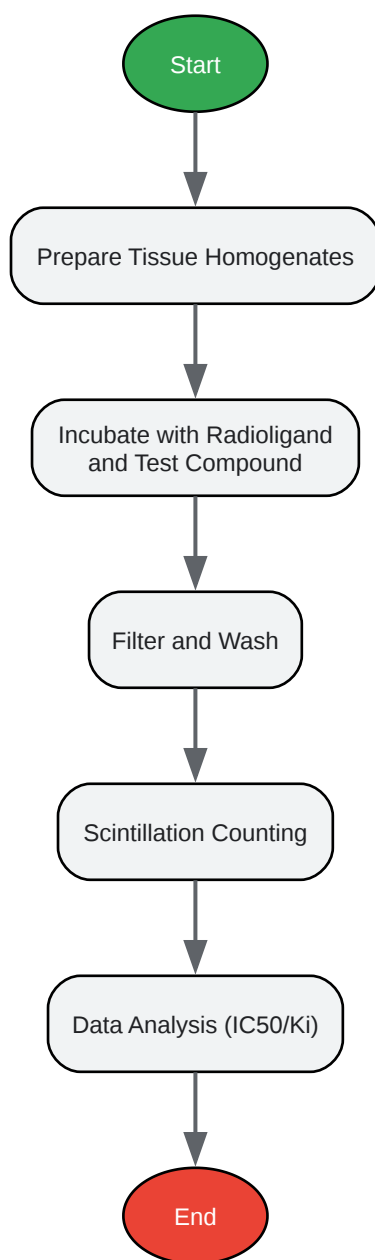 Start
Prepare Tissue Homogenates
Incubate with Radioligand
and Test Compound
Filter and Wash
Scintillation Counting
Data Analysis (IC50/Ki)
End